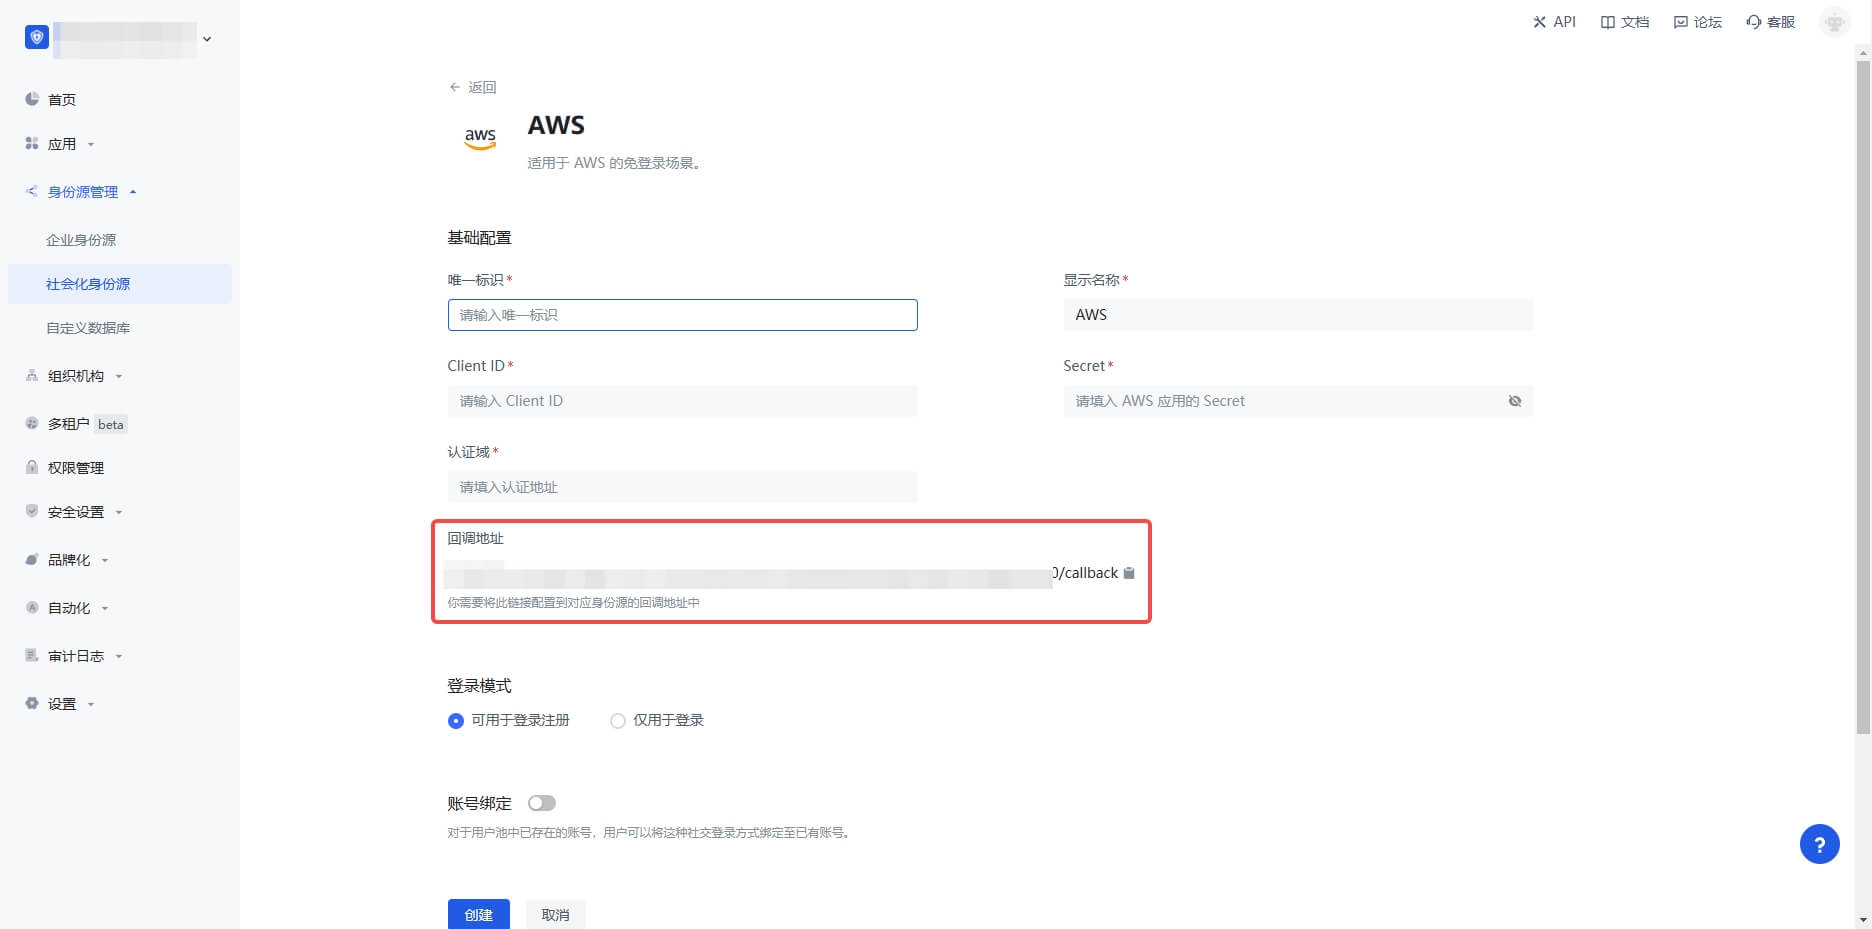 API
文档
论坛
客服
首页
应用
身份源管理
企业身份源
社会化身份源
自定义数据库
组织机构
多租户 beta
权限管理
安全设置
品牌化
自动化
审计日志
设置
返回
aws
AWS
适用于 AWS 的免登录场景。
基础配置
唯一标识*
请输入唯一标识
显示名称*
AWS
Client ID*
请输入 Client ID
Secret*
请填入 AWS 应用的 Secret
认证域*
请填入认证地址
回调地址
/callback
你需要将此链接配置到对应身份源的回调地址中
登录模式
可用于登录注册
仅用于登录
账号绑定
对于用户池中已存在的账号，用户可以将这种社交登录方式绑定至已有账号。
创建
取消
?